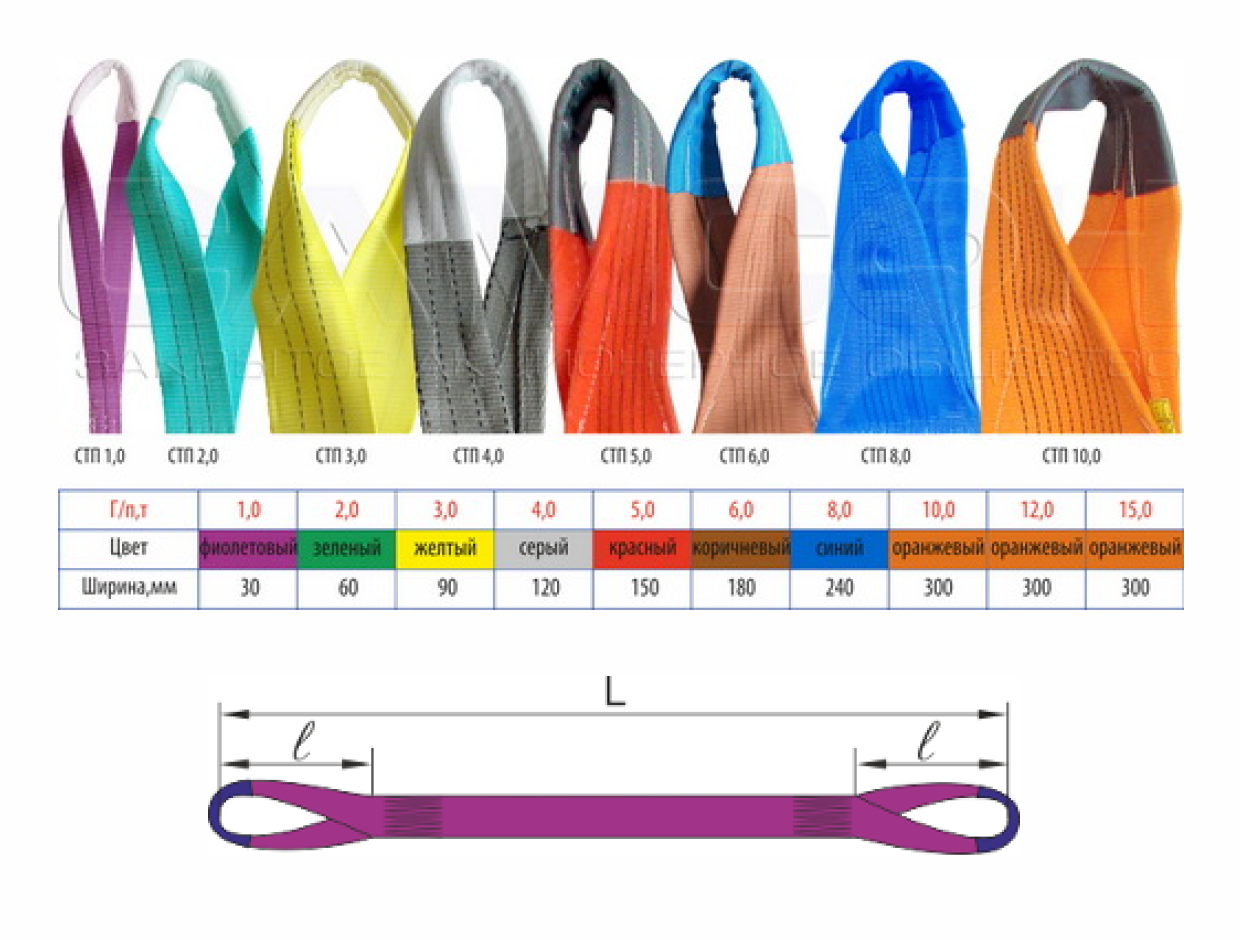 ЗАКРЫТОЕ АКЦИОНЕРНОЕ ОБЩЕСТВО
СТП 1,0 СТП 2,0 СТП 3,0 СТП 4,0 СТП 5,0 СТП 6,0 СТП 8,0 СТП 10,0
Г/п,т 1,0 2,0 3,0 4,0 5,0 6,0 8,0 10,0 12,0 15,0
Цвет фиолетовый зеленый желтый серый красный коричневый синий оранжевый оранжевый оранжевый
Ширина,мм 30 60 90 120 150 180 240 300 300 300
L
ℓ ℓ